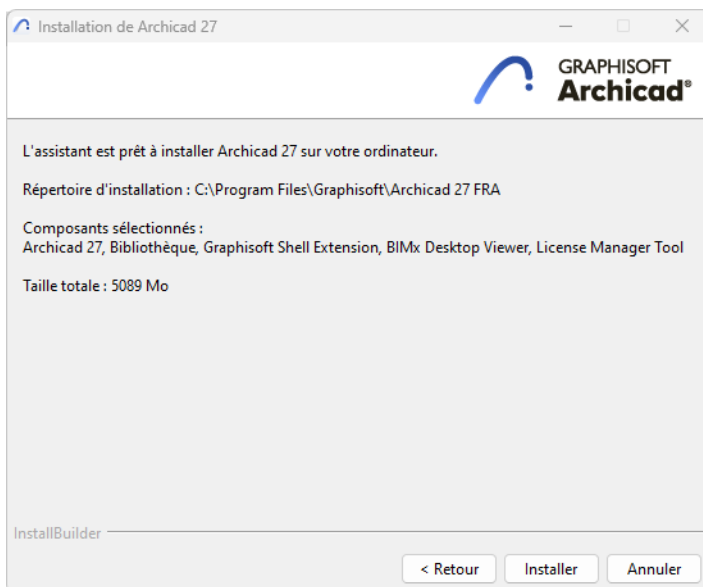 Installation de Archicad 27
GRAPHISOFT
Archicad®
L'assistant est prêt à installer Archicad 27 sur votre ordinateur.
Répertoire d'installation : C:\Program Files\Graphisoft\Archicad 27 FRA
Composants sélectionnés :
Archicad 27, Bibliothèque, Graphisoft Shell Extension, BIMx Desktop Viewer, License Manager Tool
Taille totale : 5089 Mo
InstallBuilder
< Retour
Installer
Annuler